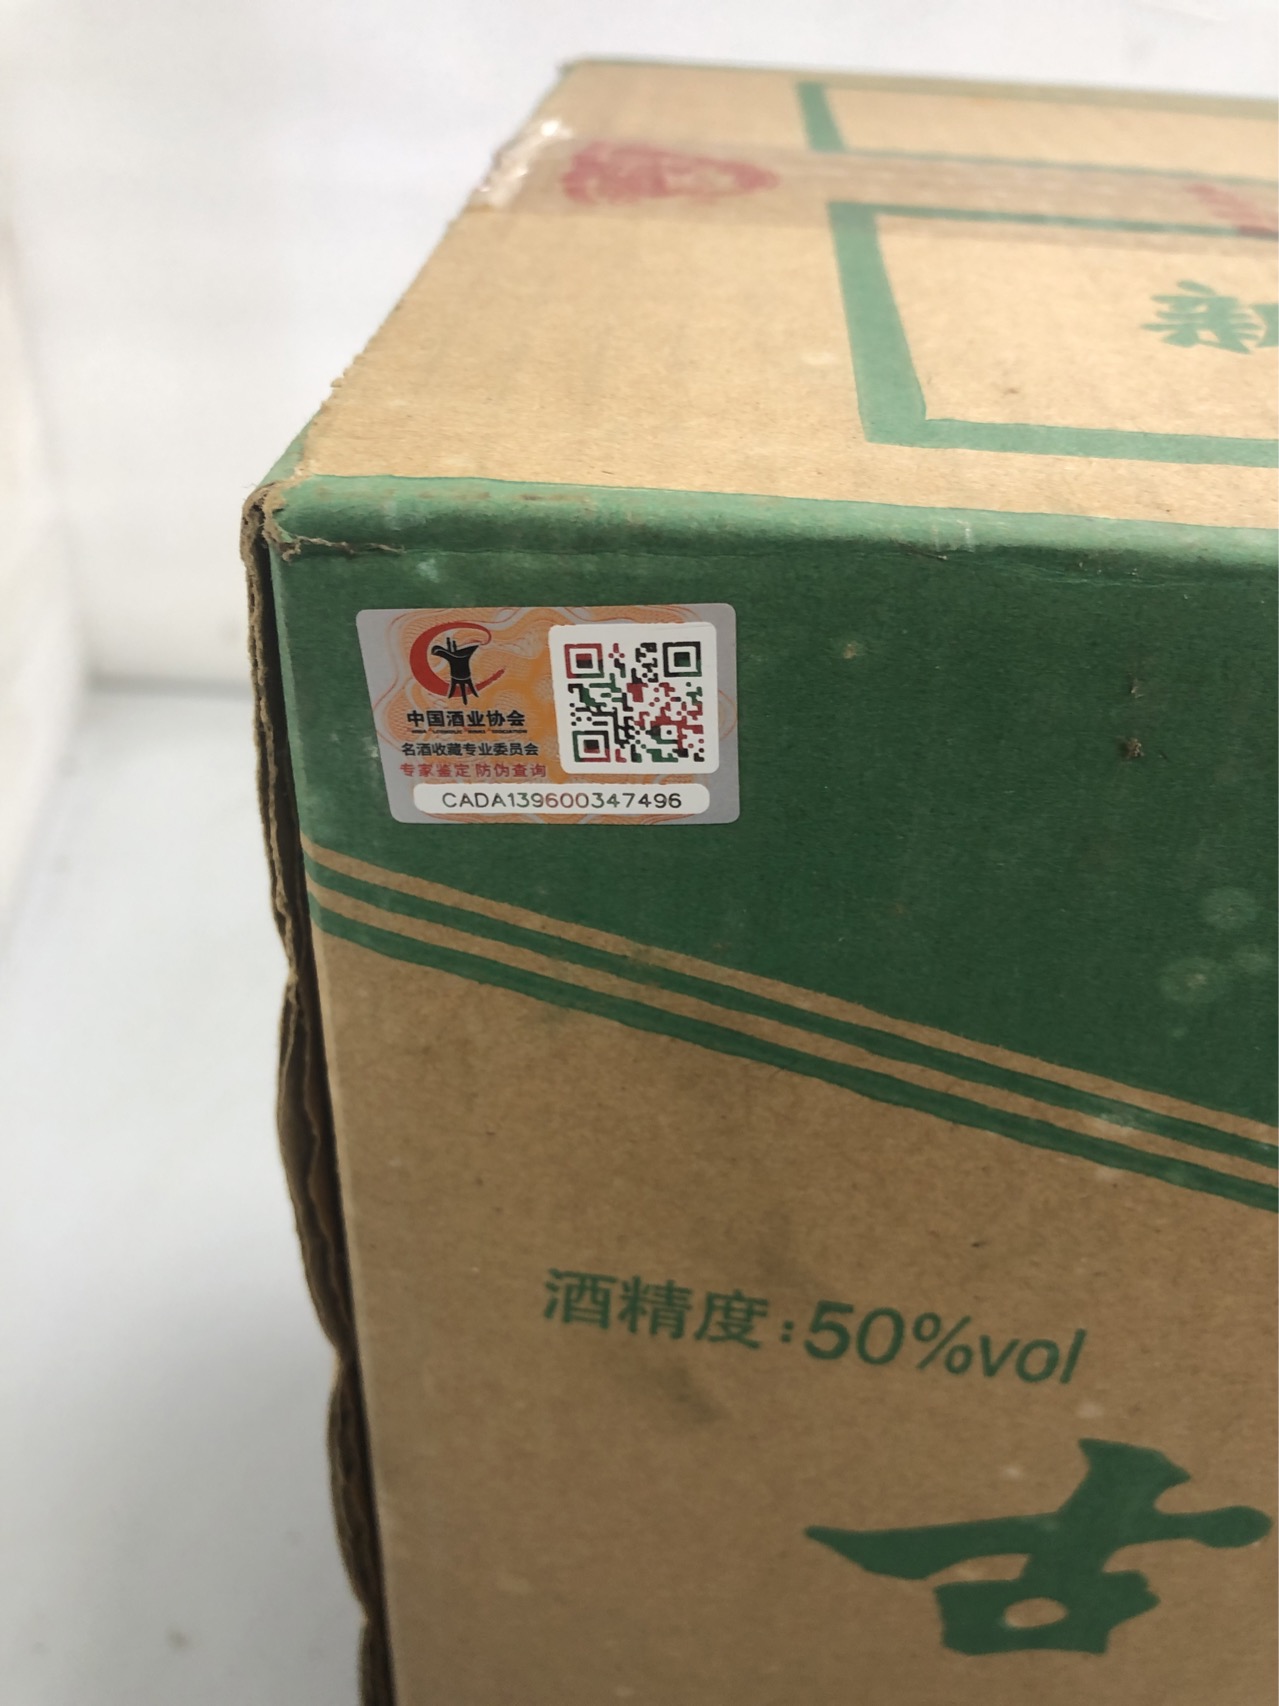 中国酒业协会
名酒收藏专业委员会
专家鉴定 防伪查询
CADA139600347496
酒精度:50%vol
古